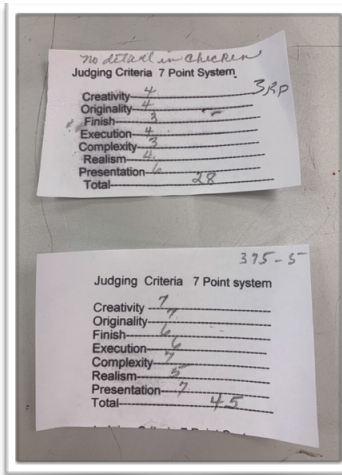 no detail in chicken
Judging Criteria 7 Point System
3RP
Creativity 4
Originality 4
Finish 3
Execution 4
Complexity 3
Realism 4
Presentation 6
Total 28
375-5
Judging Criteria 7 Point system
Creativity 7
Originality 7
Finish 6
Execution 6
Complexity 7
Realism 5
Presentation 7
Total 45